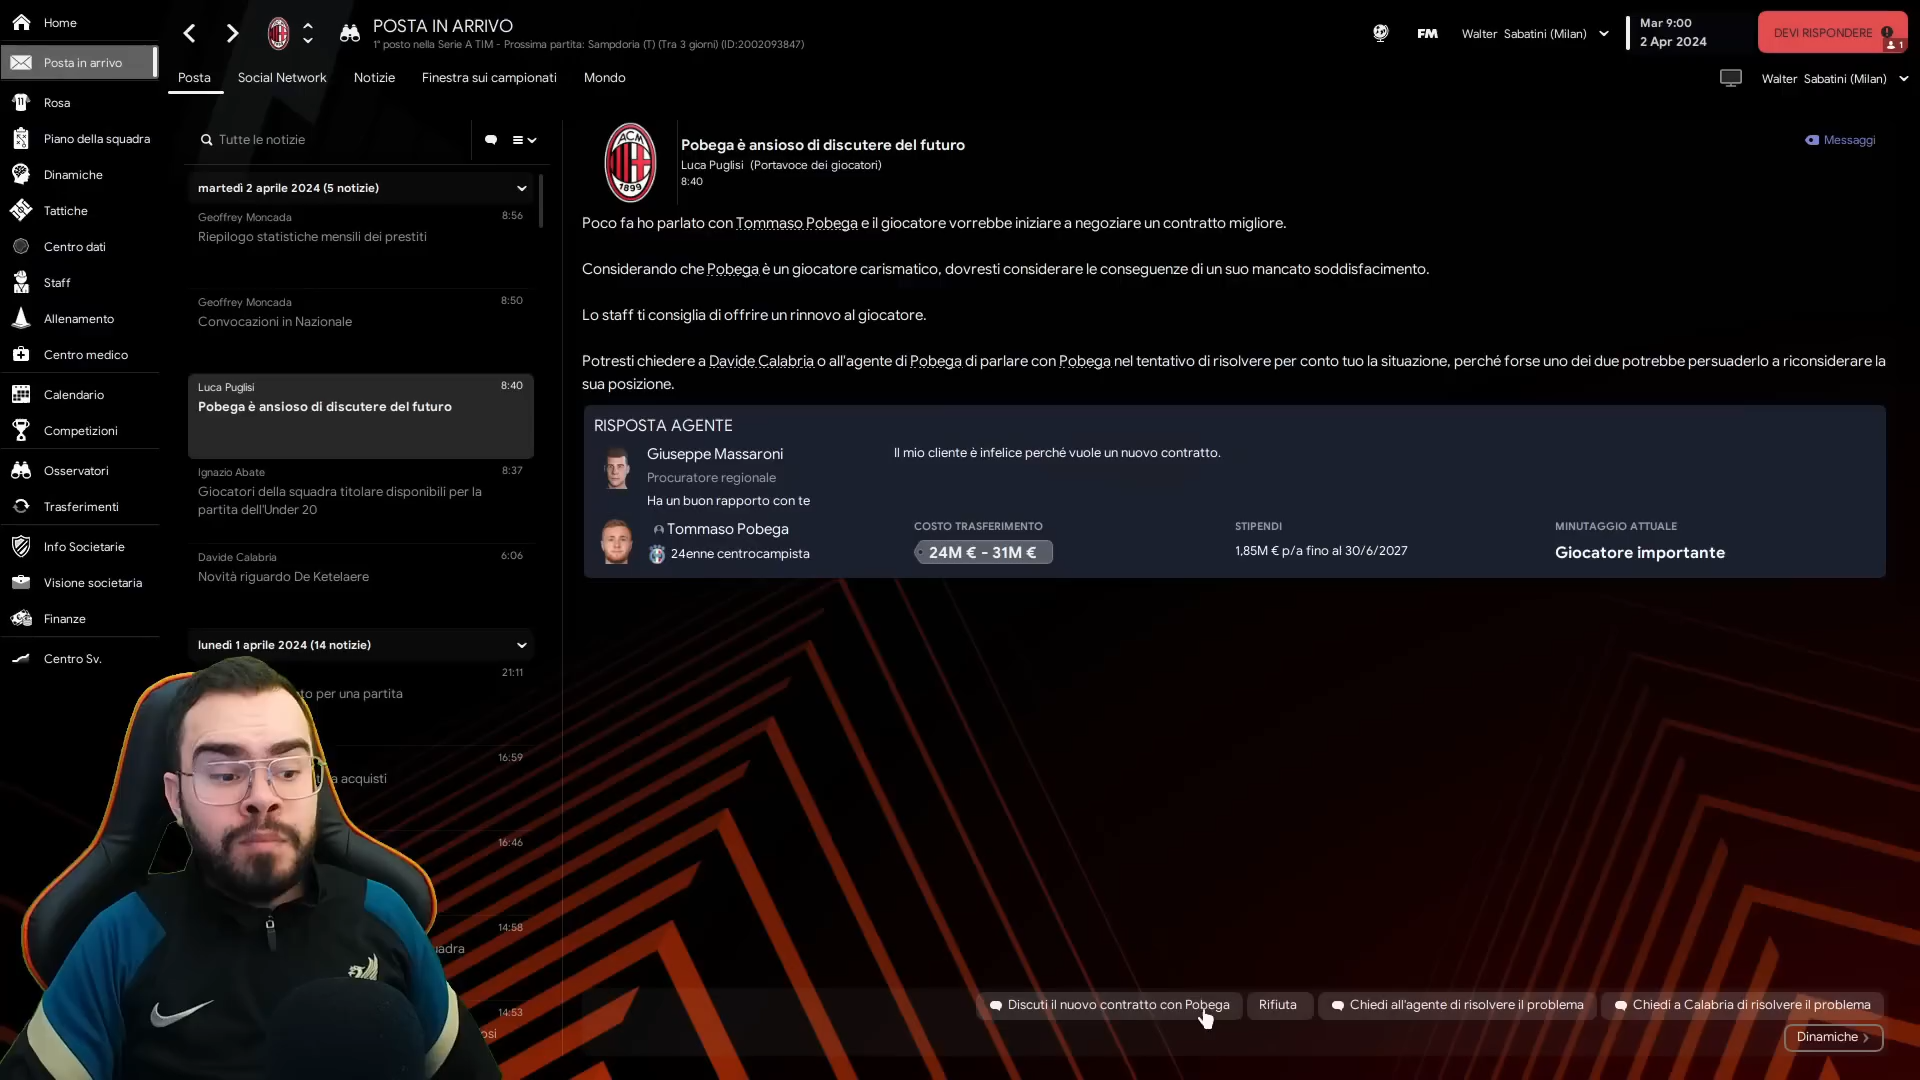 Home
Posta in arrivo
Rosa
Piano della squadra
Dinamiche
Tattiche
Centro dati
Staff
Allenamento
Centro medico
Calendario
Competizioni
Osservatori
Trasferimenti
Info Societarie
Visione societaria
Finanze
Centro Sv.
POSTA IN ARRIVO
1° posto nella Serie A TIM - Prossima partita: Sampdoria (T) (Tra 3 giorni) (ID:2002093847)
FM
Walter Sabatini (Milan)
Mar 9:00
2 Apr 2024
DEVI RISPONDERE
1
Posta
Social Network
Notizie
Finestra sui campionati
Mondo
Walter Sabatini (Milan)
Tutte le notizie
martedì 2 aprile 2024 (5 notizie)
Geoffrey Moncada 8:56
Riepilogo statistiche mensili dei prestiti
Geoffrey Moncada 8:50
Convocazioni in Nazionale
Luca Puglisi 8:40
Pobega è ansioso di discutere del futuro
Ignazio Abate 8:37
Giocatori della squadra titolare disponibili per la
partita dell'Under 20
Davide Calabria 6:06
Novità riguardo De Ketelaere
lunedì 1 aprile 2024 (14 notizie)
21:11
to per una partita
16:59
a acquisti
16:46
14:58
uadra
14:53
osi
ACM
1899
Pobega è ansioso di discutere del futuro
Luca Puglisi (Portavoce dei giocatori)
8:40
Messaggi
Poco fa ho parlato con Tommaso Pobega e il giocatore vorrebbe iniziare a negoziare un contratto migliore.
Considerando che Pobega è un giocatore carismatico, dovresti considerare le conseguenze di un suo mancato soddisfacimento.
Lo staff ti consiglia di offrire un rinnovo al giocatore.
Potresti chiedere a Davide Calabria o all'agente di Pobega di parlare con Pobega nel tentativo di risolvere per conto tuo la situazione, perché forse uno dei due potrebbe persuaderlo a riconsiderare la
sua posizione.
RISPOSTA AGENTE
Giuseppe Massaroni
Procuratore regionale
Ha un buon rapporto con te
Il mio cliente è infelice perché vuole un nuovo contratto.
Tommaso Pobega
24enne centrocampista
COSTO TRASFERIMENTO
24M € - 31M €
STIPENDI
1,85M € p/a fino al 30/6/2027
MINUTAGGIO ATTUALE
Giocatore importante
Discuti il nuovo contratto con Pobega
Rifiuta
Chiedi all'agente di risolvere il problema
Chiedi a Calabria di risolvere il problema
Dinamiche